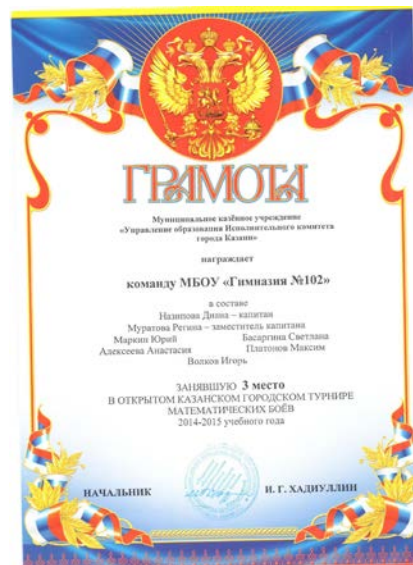 ГРАМОТА
Муниципальное казённое учреждение
«Управление образования Исполнительного комитета
города Казани»
награждает
команду МБОУ «Гимназия №102»
в составе
Назипова Диана – капитан
Муратова Регина – заместитель капитана
Маркин Юрий Басаргина Светлана
Алексеева Анастасия Платонов Максим
Волков Игорь
ЗАНЯВШУЮ 3 место
В ОТКРЫТОМ КАЗАНСКОМ ГОРОДСКОМ ТУРНИРЕ
МАТЕМАТИЧЕСКИХ БОЁВ
2014-2015 учебного года
НАЧАЛЬНИК И. Г. ХАДИУЛЛИН